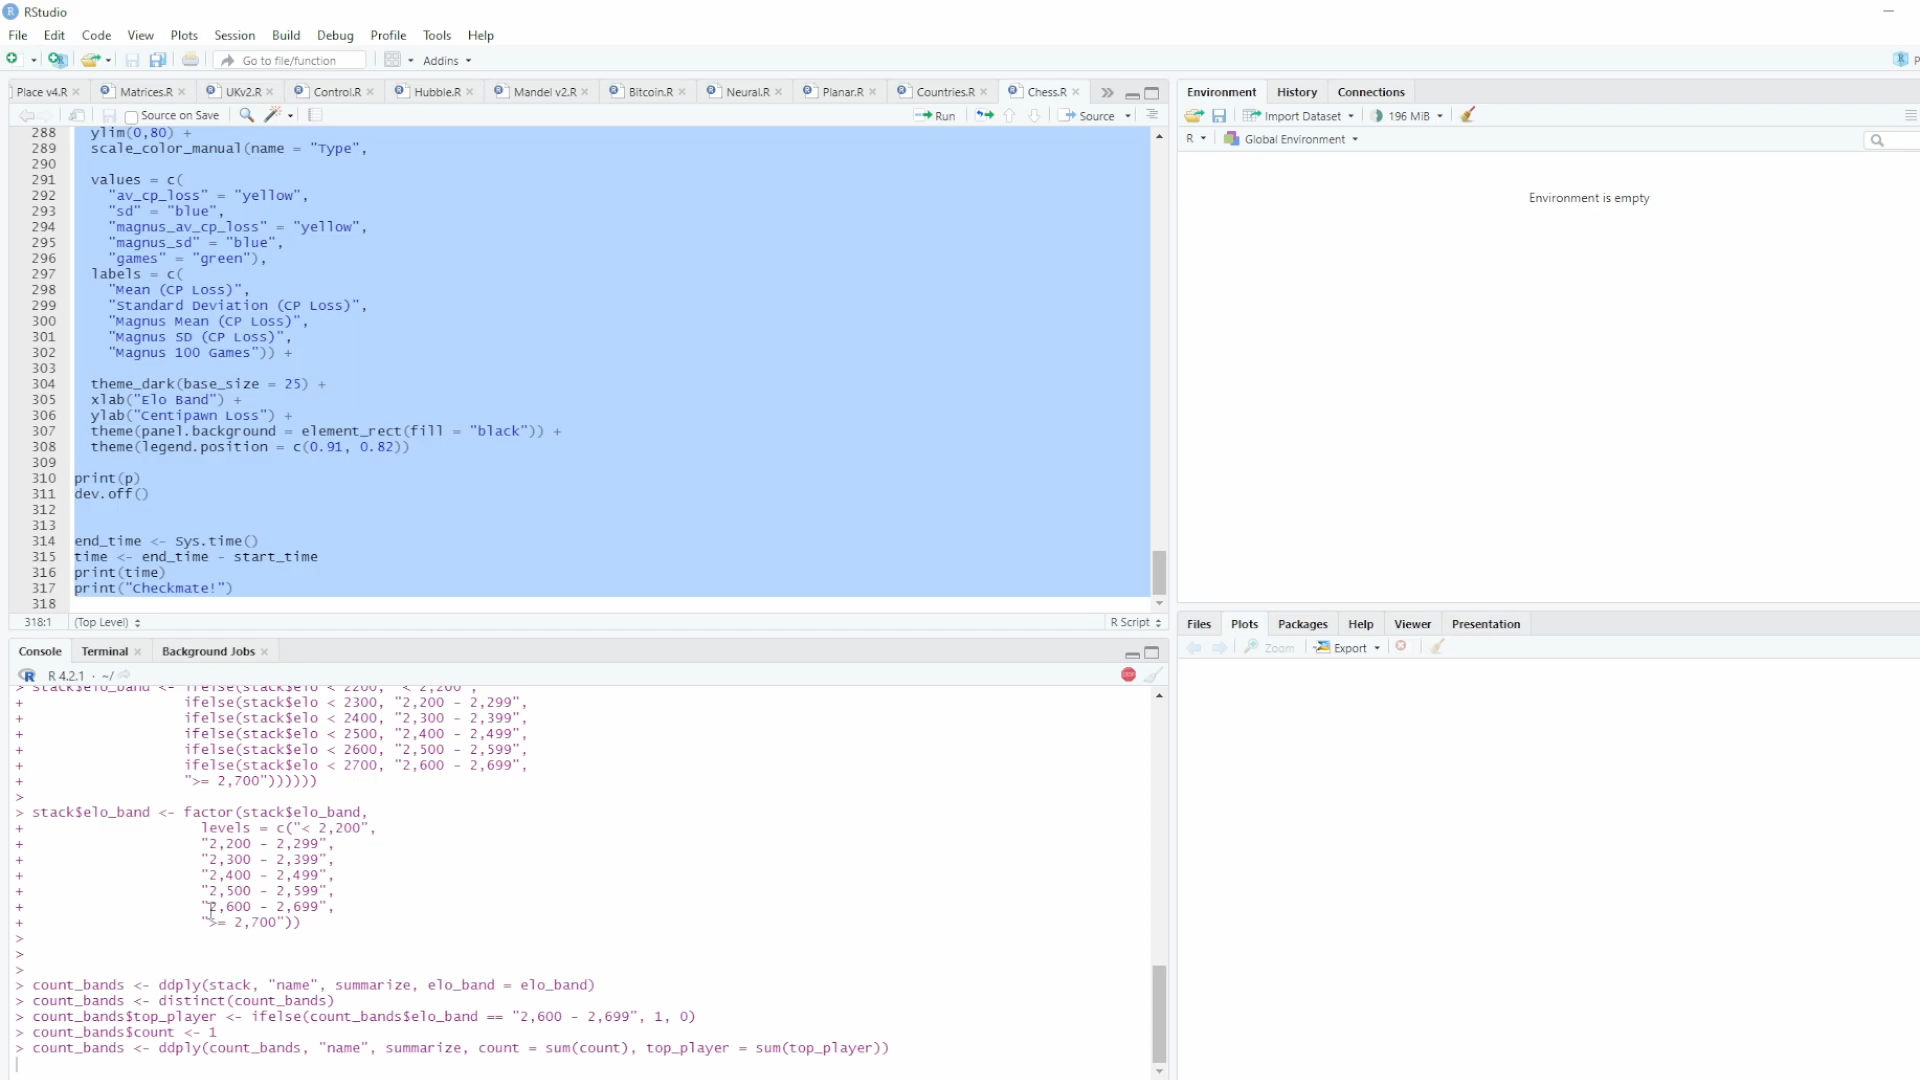 RStudio
File Edit Code View Plots Session Build Debug Profile Tools Help
Go to file/function Addins
Place v4.R Matrices.R UKv2.R Control.R Hubble.R Mandel v2.R Bitcoin.R Neural.R Planar.R Countries.R Chess.R
Source on Save Run Source
288 ylim(0,80) +
289 scale_color_manual(name = "Type",
290
291 values = c(
292 "av_cp_loss" = "yellow",
293 "sd" = "blue",
294 "magnus_av_cp_loss" = "yellow",
295 "magnus_sd" = "blue",
296 "games" = "green"),
297 labels = c(
298 "Mean (CP Loss)",
299 "Standard Deviation (CP Loss)",
300 "Magnus Mean (CP Loss)",
301 "Magnus SD (CP Loss)",
302 "Magnus 100 Games")) +
303
304 theme_dark(base_size = 25) +
305 xlab("Elo Band") +
306 ylab("Centipawn Loss") +
307 theme(panel.background = element_rect(fill = "black")) +
308 theme(legend.position = c(0.91, 0.82))
309
310 print(p)
311 dev.off()
312
313
314 end_time <- Sys.time()
315 time <- end_time - start_time
316 print(time)
317 print("Checkmate!")
318
318:1 (Top Level) R Script
Console Terminal Background Jobs
R 4.2.1 · ~/
> stack$elo_band <- ifelse(stack$elo < 2200, "< 2,200",
+ ifelse(stack$elo < 2300, "2,200 - 2,299",
+ ifelse(stack$elo < 2400, "2,300 - 2,399",
+ ifelse(stack$elo < 2500, "2,400 - 2,499",
+ ifelse(stack$elo < 2600, "2,500 - 2,599",
+ ifelse(stack$elo < 2700, "2,600 - 2,699",
+ ">= 2,700"))))))
>
> stack$elo_band <- factor(stack$elo_band,
+ levels = c("< 2,200",
+ "2,200 - 2,299",
+ "2,300 - 2,399",
+ "2,400 - 2,499",
+ "2,500 - 2,599",
+ "2,600 - 2,699",
+ ">= 2,700"))
>
>
>
> count_bands <- ddply(stack, "name", summarize, elo_band = elo_band)
> count_bands <- distinct(count_bands)
> count_bands$top_player <- ifelse(count_bands$elo_band == "2,600 - 2,699", 1, 0)
> count_bands$count <- 1
> count_bands <- ddply(count_bands, "name", summarize, count = sum(count), top_player = sum(top_player))
Environment History Connections
Import Dataset 196 MiB
R Global Environment
Environment is empty
Files Plots Packages Help Viewer Presentation
Zoom Export